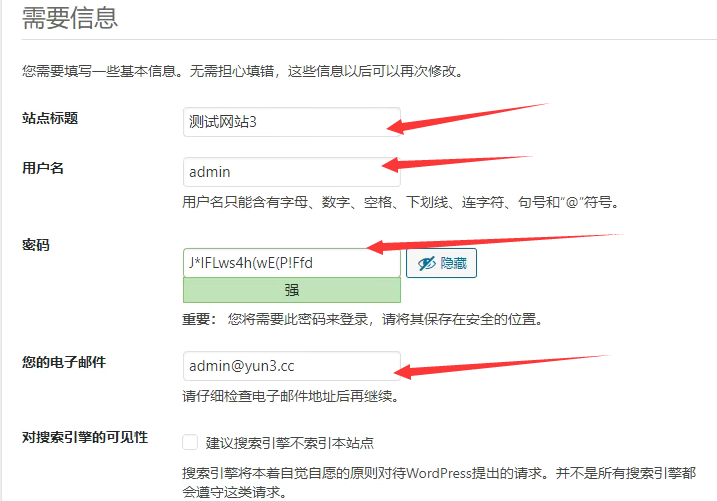 需要信息
您需要填写一些基本信息。无需担心填错，这些信息以后可以再次修改。
站点标题
测试网站3
用户名
admin
用户名只能含有字母、数字、空格、下划线、连字符、句号和“@”符号。
密码
J*IFLws4h(wE(P!Ffd
隐藏
强
重要： 您将需要此密码来登录，请将其保存在安全的位置。
您的电子邮件
admin@yun3.cc
请仔细检查电子邮件地址后再继续。
对搜索引擎的可见性
建议搜索引擎不索引本站点
搜索引擎将本着自觉自愿的原则对待WordPress提出的请求。并不是所有搜索引擎都
会遵守这类请求。